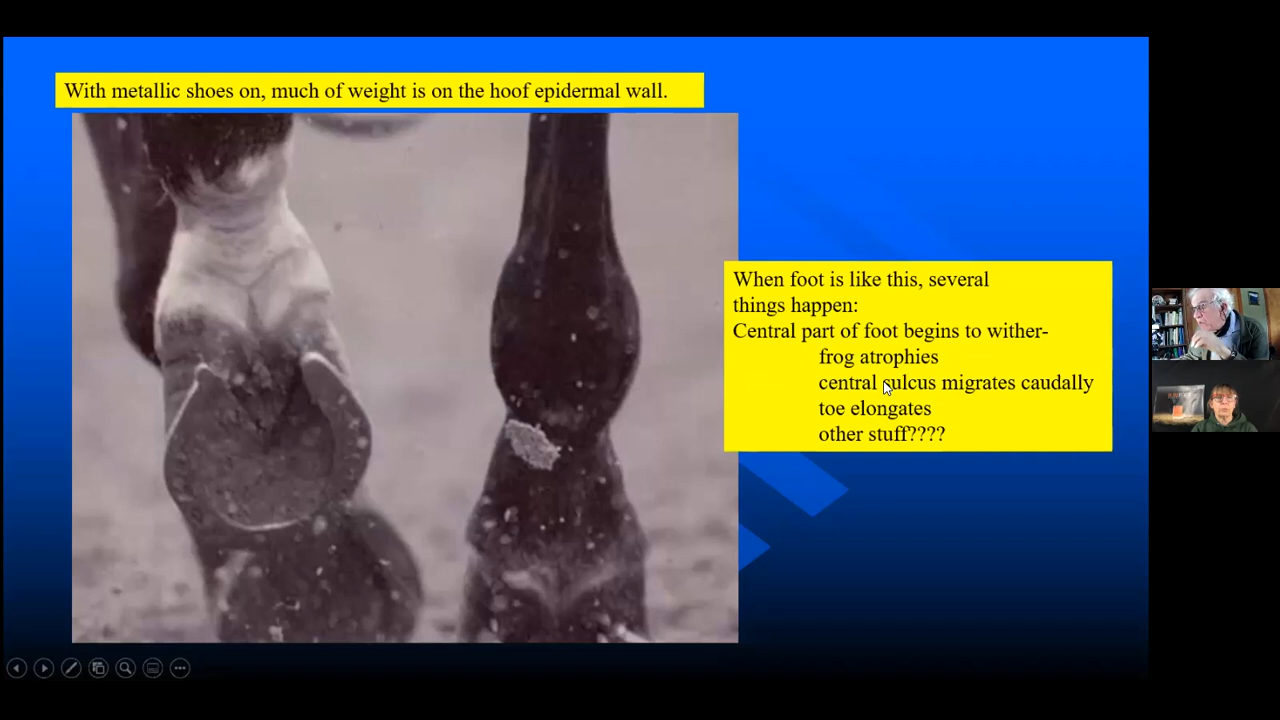 With metallic shoes on, much of weight is on the hoof epidermal wall.
When foot is like this, several
things happen:
Central part of foot begins to wither-
frog atrophies
central sulcus migrates caudally
toe elongates
other stuff????